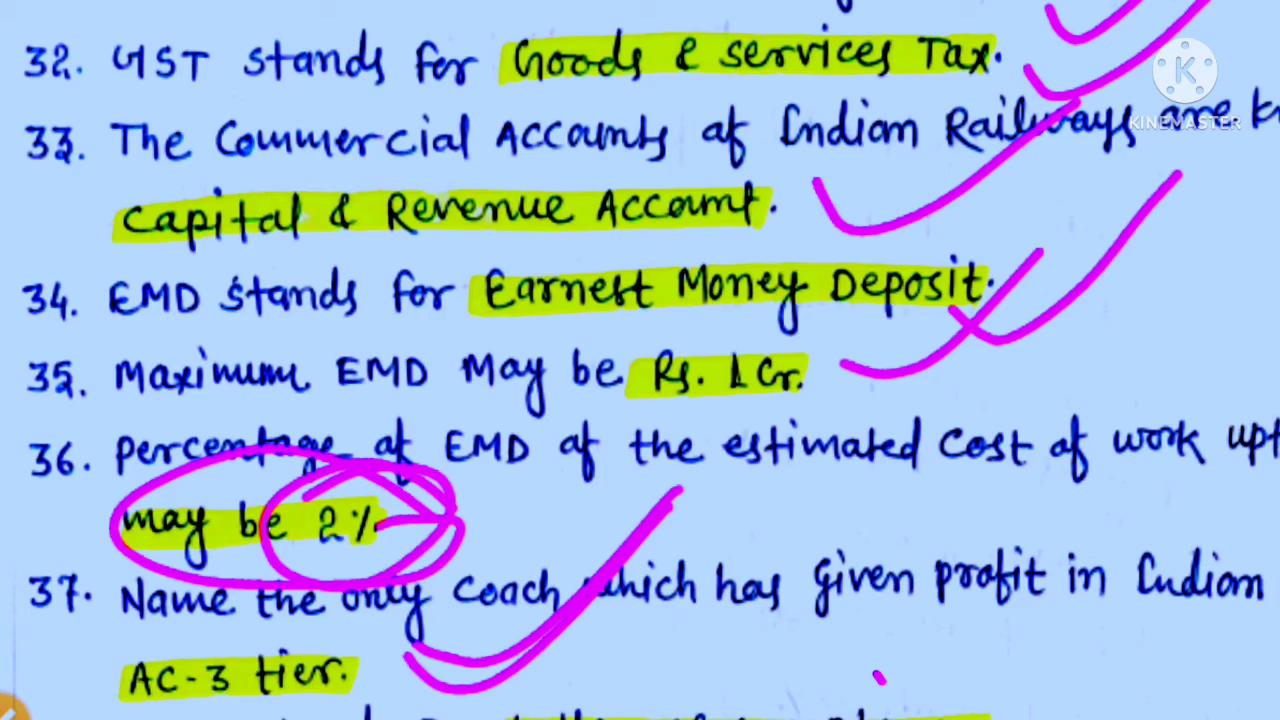 32. GST stands for Goods & services Tax.
KINEMASTER
33. The Commercial Accounts of Indian Railways are
Capital & Revenue Account.
34. EMD stands for Earnest Money Deposit.
35. Maximum EMD May be Rs. 1 Cr.
36. Percentage of EMD of the estimated Cost of work
may be 2%
37. Name the only coach which has given profit in Indian
AC-3 tier.